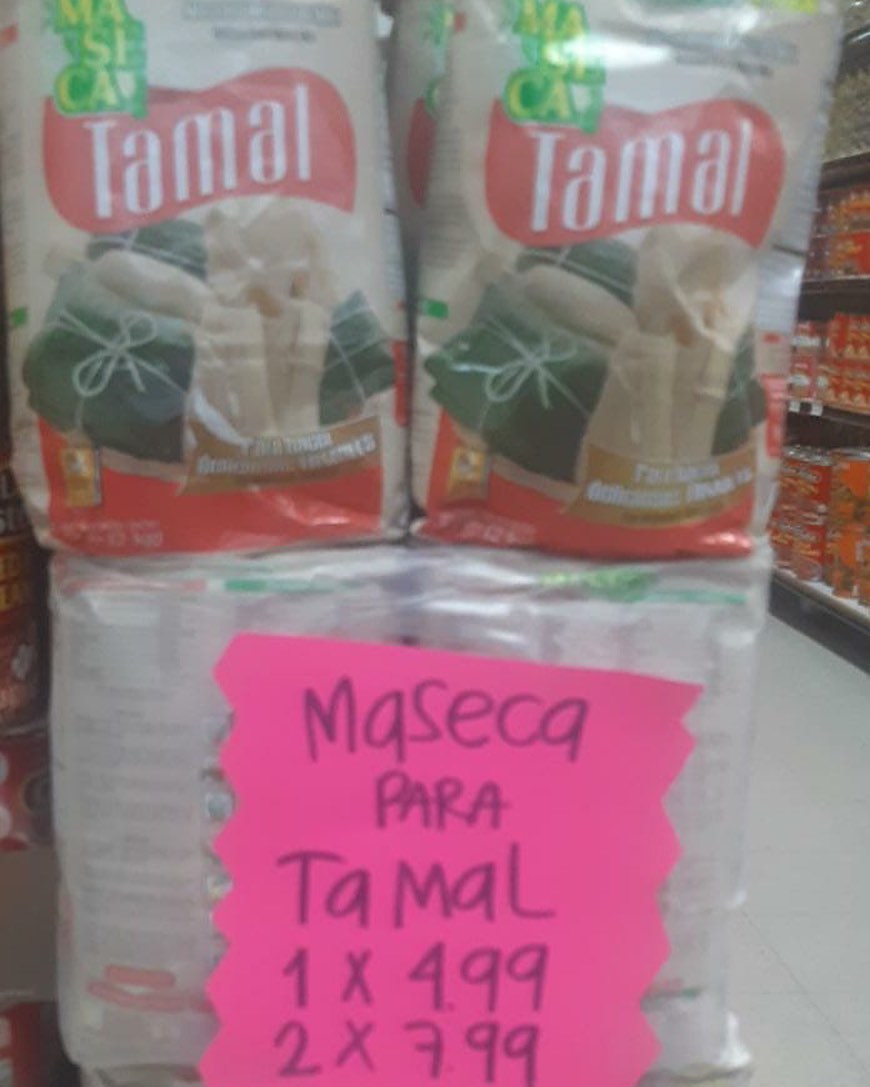 MA
SE
CA
Tamal
MA
SE
CA
Tamal
Maseca
PARA
TaMaL
1 X 4.99
2 X 7.99